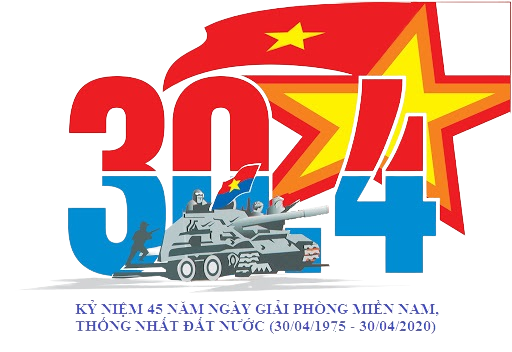 30.4
KỶ NIỆM 45 NĂM NGÀY GIẢI PHÒNG MIỀN NAM,
THỐNG NHẤT ĐẤT NƯỚC (30/04/1975 - 30/04/2020)